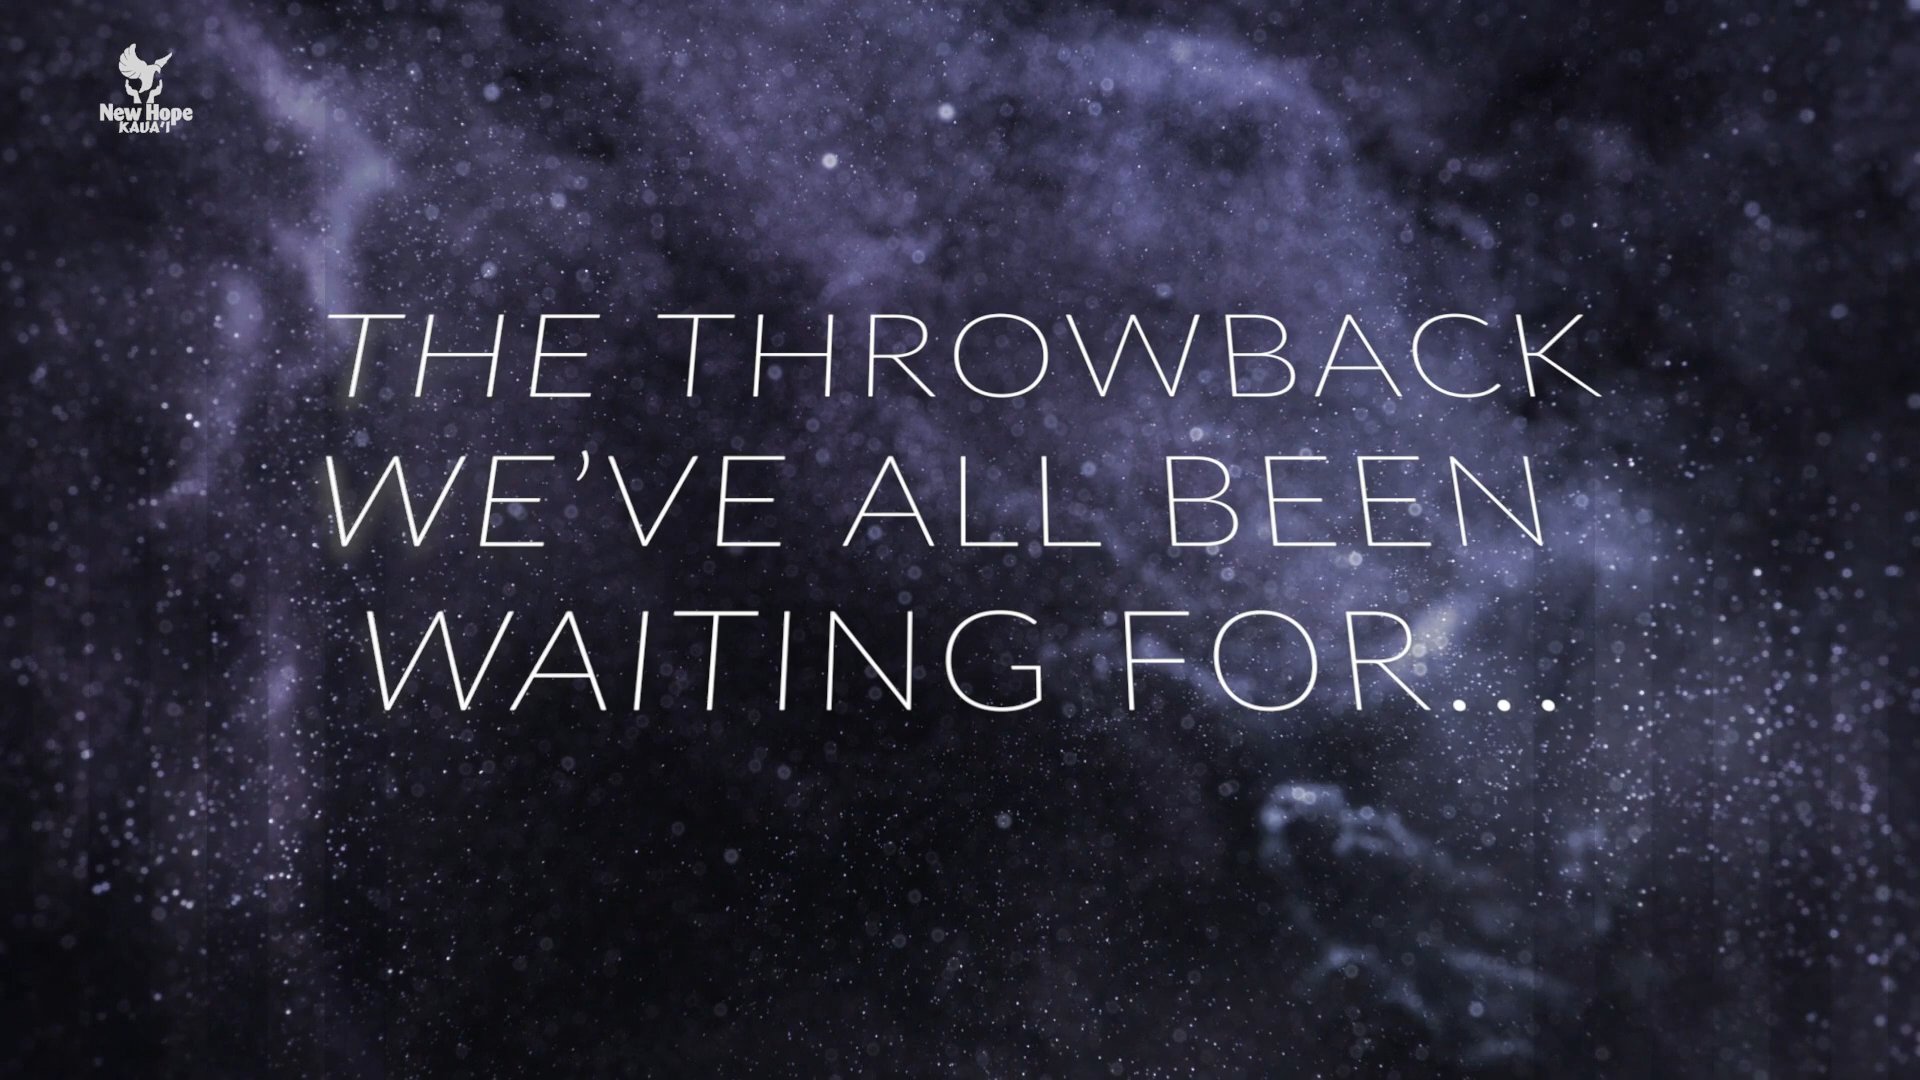 New Hope
KAUA'I
THE THROWBACK
WE'VE ALL BEEN
WAITING FOR...